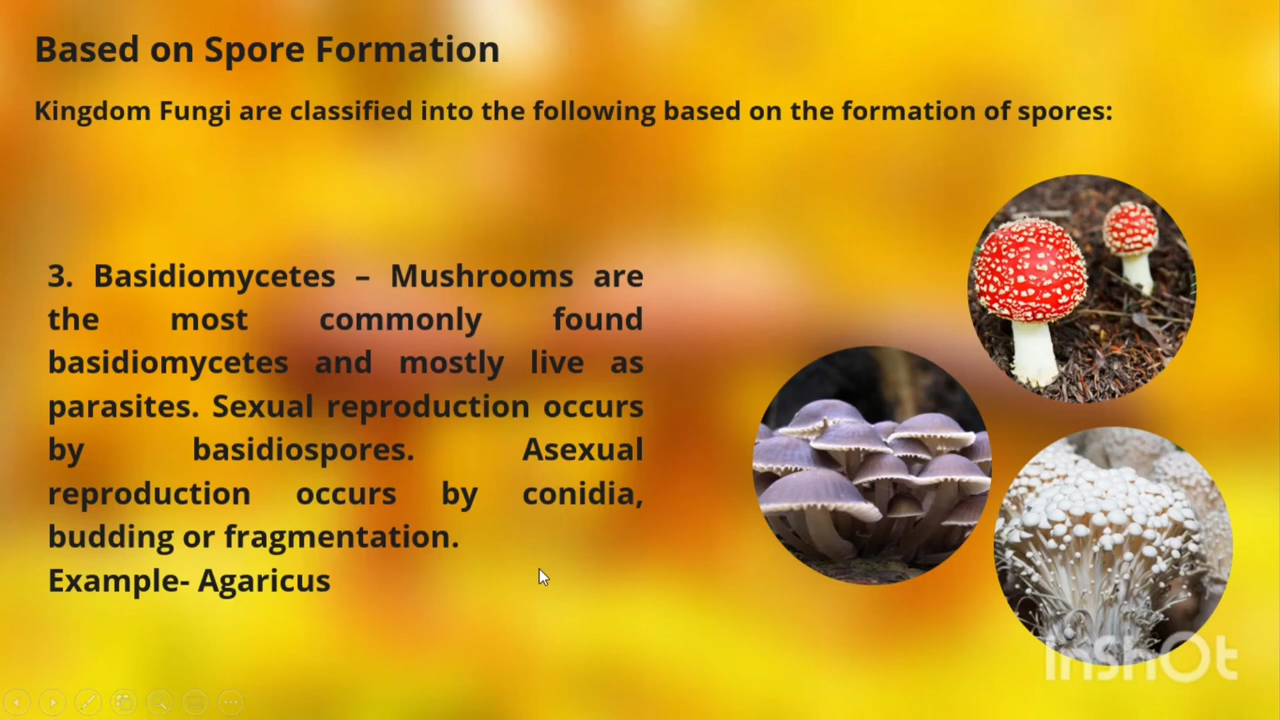 Based on Spore Formation
Kingdom Fungi are classified into the following based on the formation of spores:
3. Basidiomycetes – Mushrooms are
the most commonly found
basidiomycetes and mostly live as
parasites. Sexual reproduction occurs
by basidiospores. Asexual
reproduction occurs by conidia,
budding or fragmentation.
Example- Agaricus
InShOt